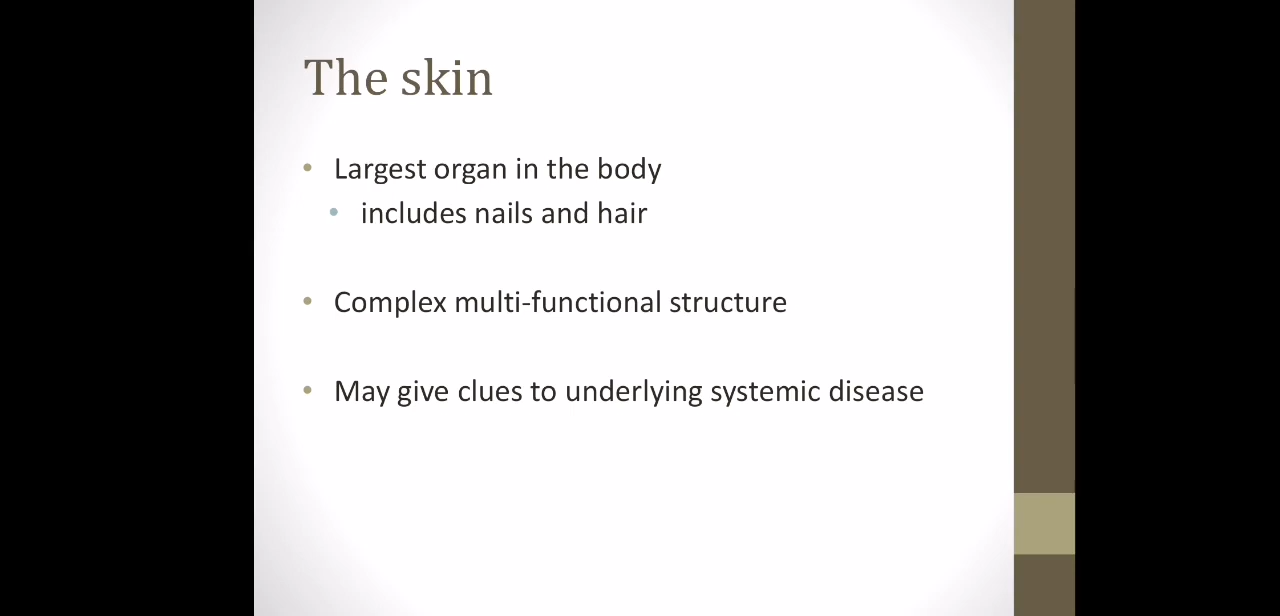 The skin
• Largest organ in the body
• includes nails and hair
• Complex multi-functional structure
• May give clues to underlying systemic disease